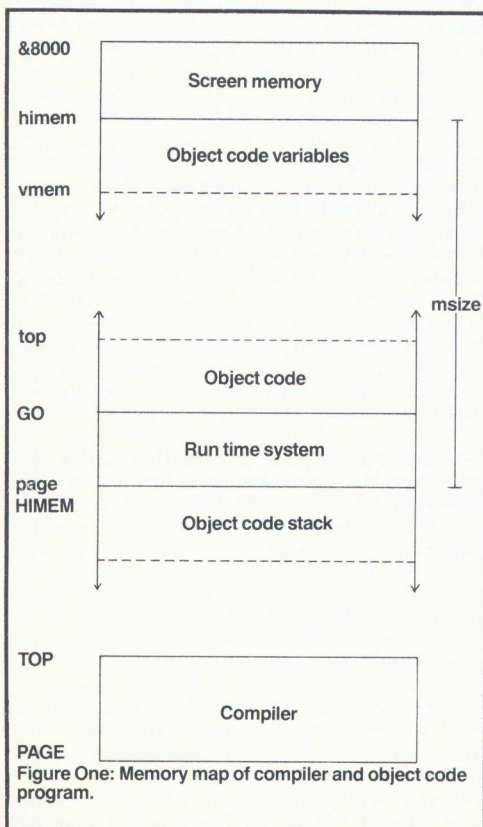 &8000
Screen memory
himem
Object code variables
vmem
msize
top
Object code
GO
Run time system
page
HIMEM
Object code stack
TOP
Compiler
PAGE
Figure One: Memory map of compiler and object code
program.